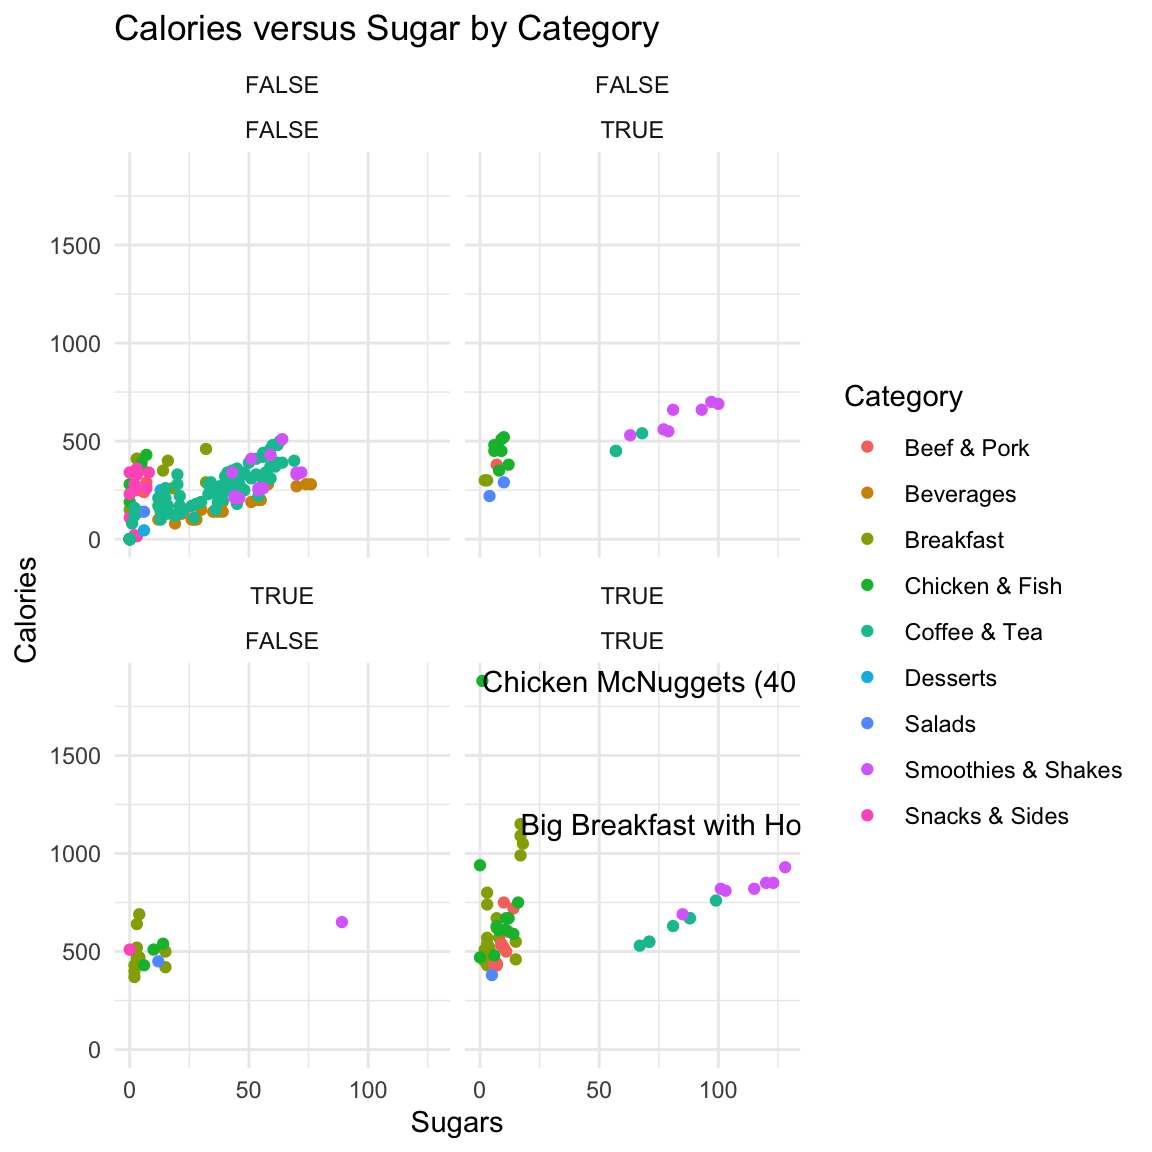 Calories versus Sugar by Category
FALSE
FALSE
FALSE
TRUE
1500
1000
500
0
TRUE
FALSE
TRUE
TRUE
Chicken McNuggets (40
Big Breakfast with Ho
1500
1000
500
0
0
50
100
0
50
100
Sugars
Calories
Category
Beef & Pork
Beverages
Breakfast
Chicken & Fish
Coffee & Tea
Desserts
Salads
Smoothies & Shakes
Snacks & Sides